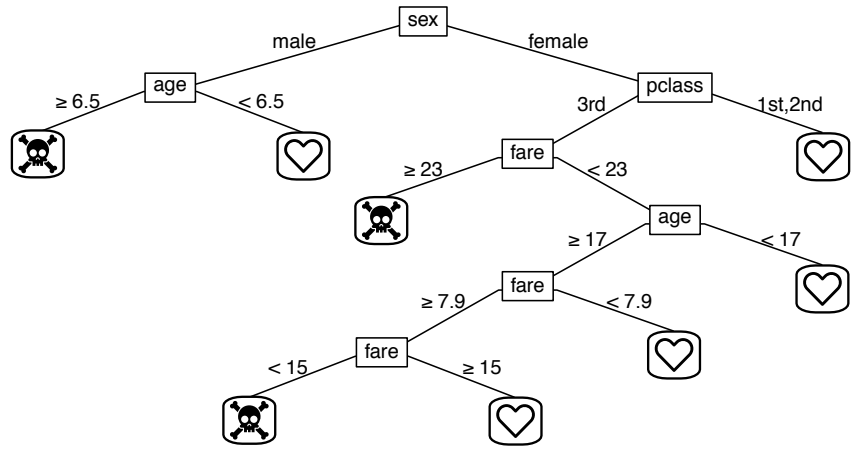 sex
male female
age pclass
≥ 6.5 < 6.5 3rd 1st,2nd
fare
≥ 23 < 23
age
≥ 17 < 17
fare
≥ 7.9 < 7.9
fare
< 15 ≥ 15